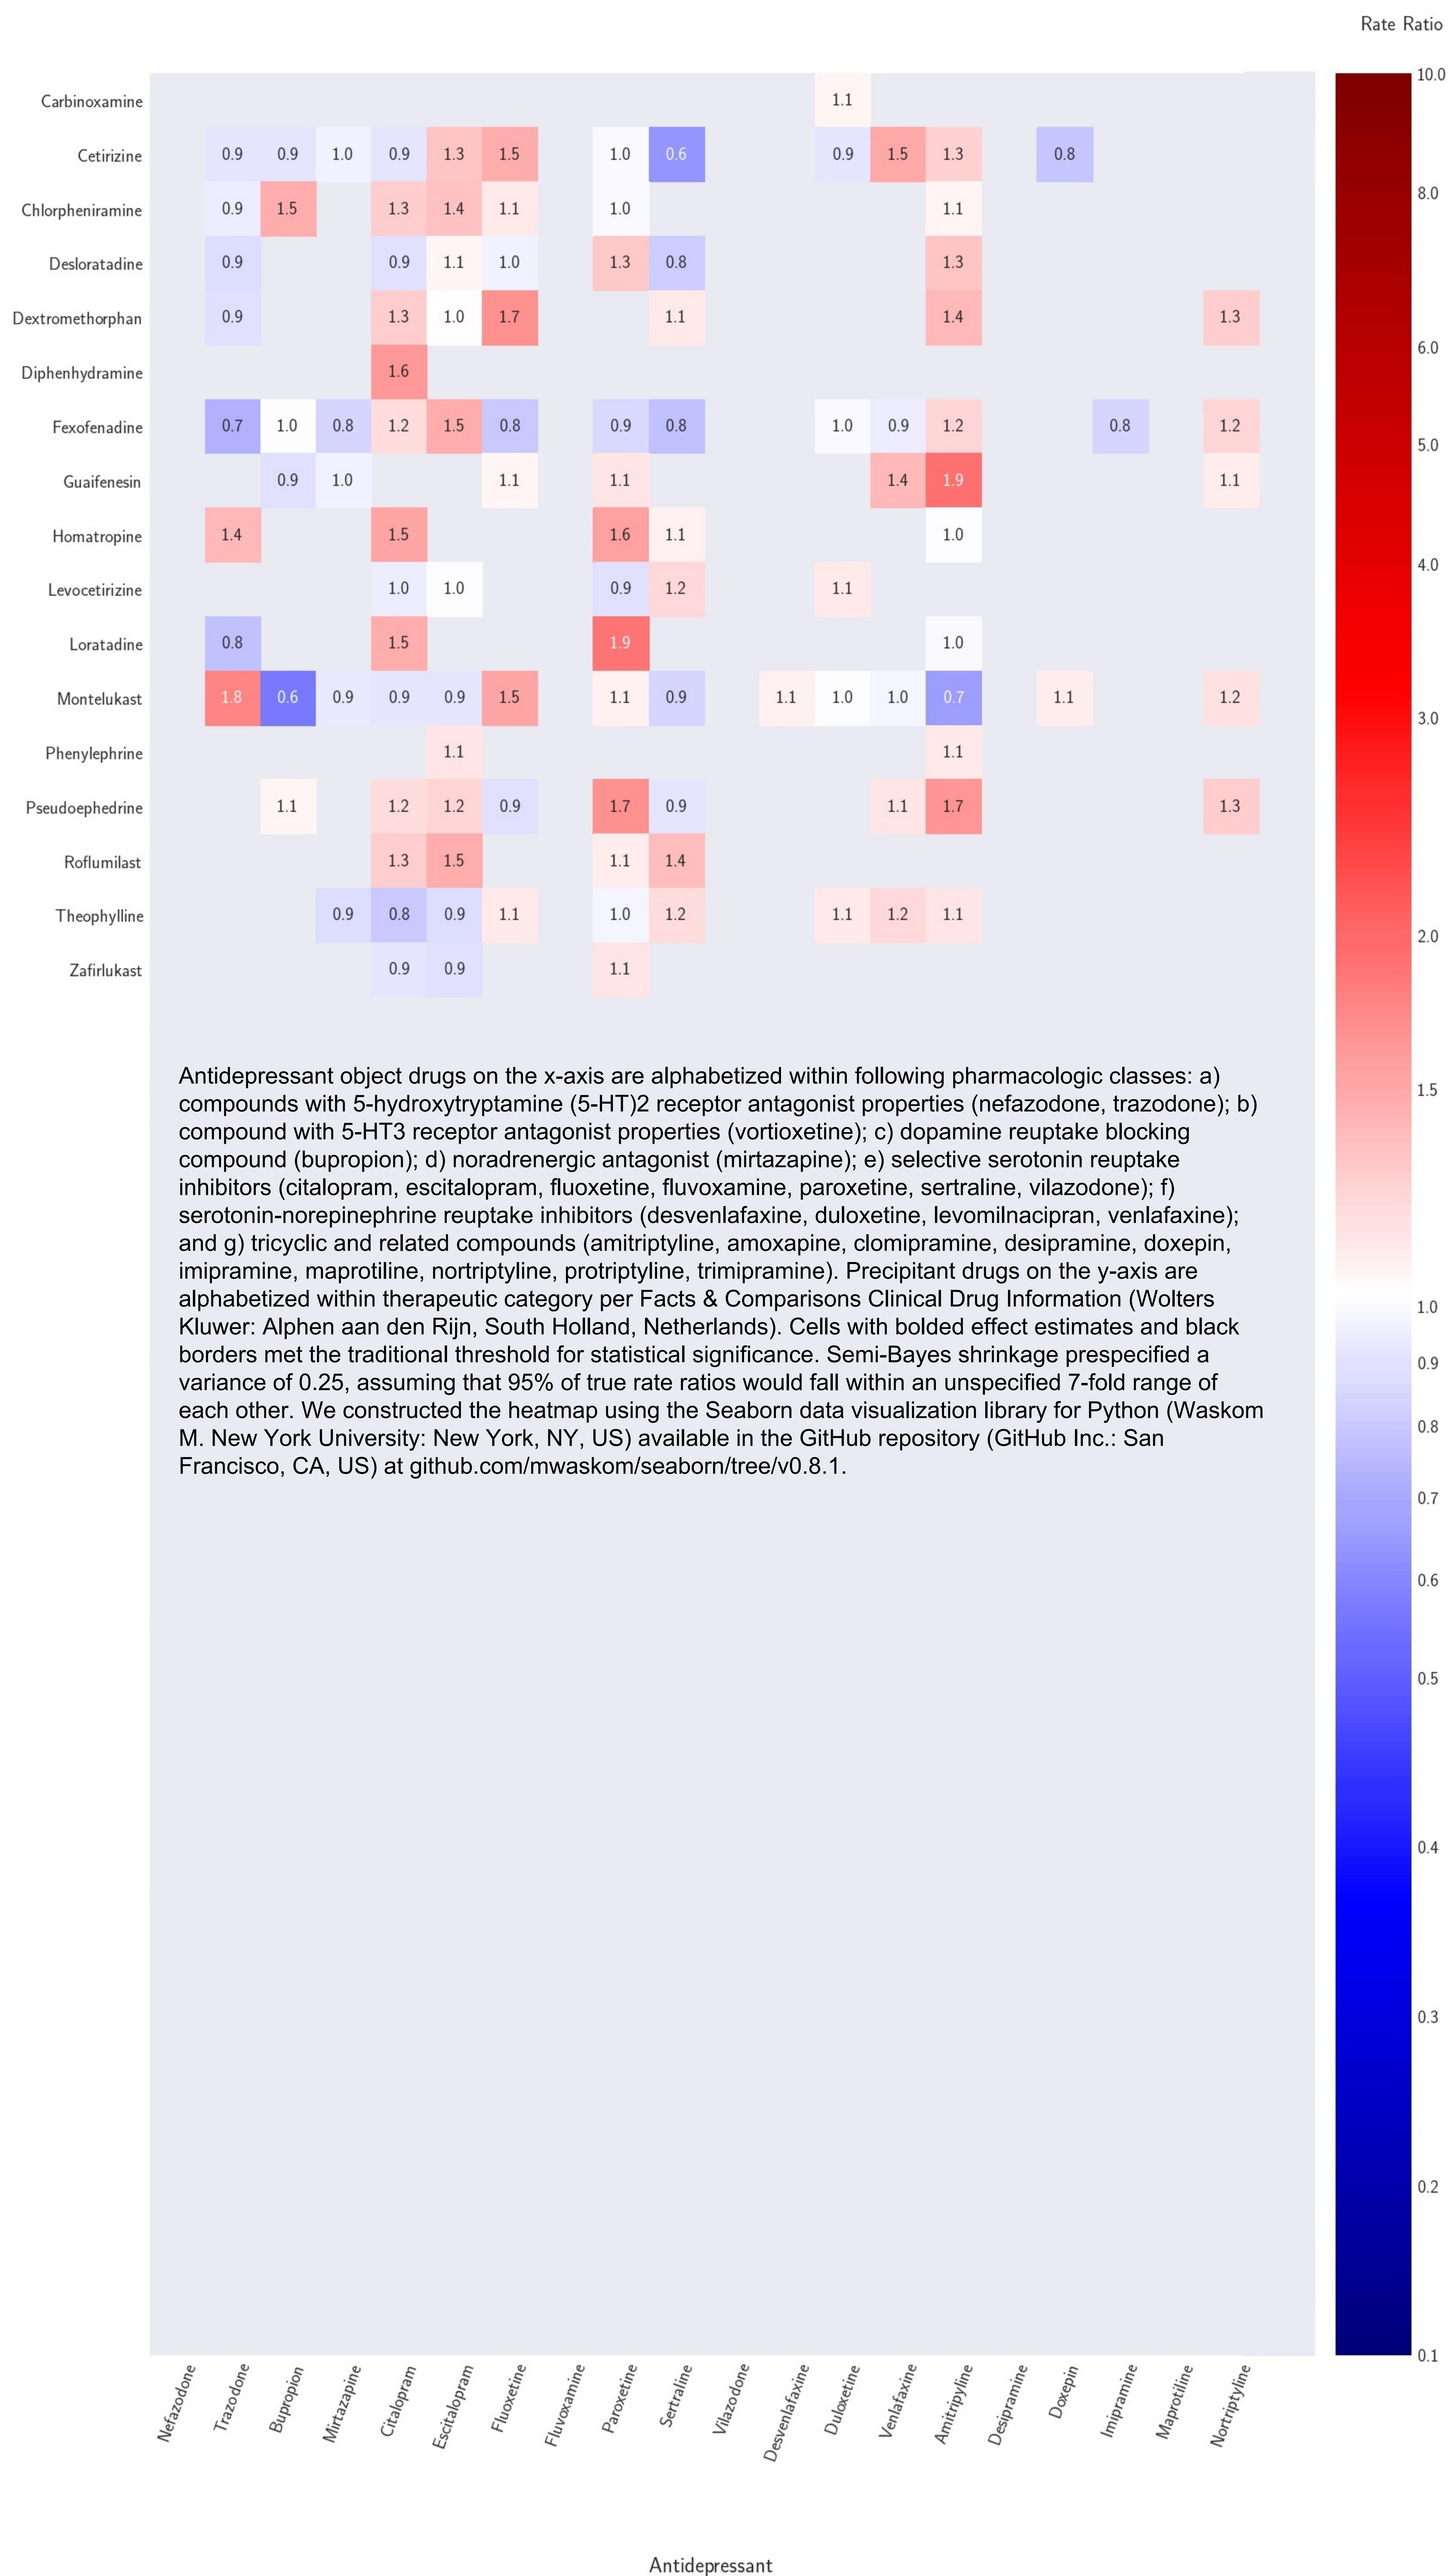 Rate Ratio
10.0
Carbinoxamine 1.1
Cetirizine 0.9 0.9 1.0 0.9 1.3 1.5 1.0 0.6 0.9 1.5 1.3 0.8
8.0
Chlorpheniramine 0.9 1.5 1.3 1.4 1.1 1.0 1.1
Desloratadine 0.9 0.9 1.1 1.0 1.3 0.8 1.3
Dextromethorphan 0.9 1.3 1.0 1.7 1.1 1.4 1.3
6.0
Diphenhydramine 1.6
Fexofenadine 0.7 1.0 0.8 1.2 1.5 0.8 0.9 0.8 1.0 0.9 1.2 0.8 1.2
5.0
Guaifenesin 0.9 1.0 1.1 1.1 1.4 1.9 1.1
Homatropine 1.4 1.5 1.6 1.1 1.0
4.0
Levocetirizine 1.0 1.0 0.9 1.2 1.1
Loratadine 0.8 1.5 1.9 1.0
Montelukast 1.8 0.6 0.9 0.9 0.9 1.5 1.1 0.9 1.1 1.0 1.0 0.7 1.1 1.2
3.0
Phenylephrine 1.1 1.1
Pseudoephedrine 1.1 1.2 1.2 0.9 1.7 0.9 1.1 1.7 1.3
Roflumilast 1.3 1.5 1.1 1.4
Theophylline 0.9 0.8 0.9 1.1 1.0 1.2 1.1 1.2 1.1
2.0
Zafirlukast 0.9 0.9 1.1
Antidepressant object drugs on the x-axis are alphabetized within following pharmacologic classes: a)
compounds with 5-hydroxytryptamine (5-HT)2 receptor antagonist properties (nefazodone, trazodone); b)
compound with 5-HT3 receptor antagonist properties (vortioxetine); c) dopamine reuptake blocking
compound (bupropion); d) noradrenergic antagonist (mirtazapine); e) selective serotonin reuptake
inhibitors (citalopram, escitalopram, fluoxetine, fluvoxamine, paroxetine, sertraline, vilazodone); f)
serotonin-norepinephrine reuptake inhibitors (desvenlafaxine, duloxetine, levomilnacipran, venlafaxine);
and g) tricyclic and related compounds (amitriptyline, amoxapine, clomipramine, desipramine, doxepin,
imipramine, maprotiline, nortriptyline, protriptyline, trimipramine). Precipitant drugs on the y-axis are
alphabetized within therapeutic category per Facts & Comparisons Clinical Drug Information (Wolters
Kluwer: Alphen aan den Rijn, South Holland, Netherlands). Cells with bolded effect estimates and black
borders met the traditional threshold for statistical significance. Semi-Bayes shrinkage prespecified a
variance of 0.25, assuming that 95% of true rate ratios would fall within an unspecified 7-fold range of
each other. We constructed the heatmap using the Seaborn data visualization library for Python (Waskom
M. New York University: New York, NY, US) available in the GitHub repository (GitHub Inc.: San
Francisco, CA, US) at github.com/mwaskom/seaborn/tree/v0.8.1.
1.5
1.0
0.9
0.8
0.7
0.6
0.5
0.4
0.3
0.2
0.1
Nefazodone
Trazodone
Bupropion
Mirtazapine
Citalopram
Escitalopram
Fluoxetine
Fluvoxamine
Paroxetine
Sertraline
Vilazodone
Desvenlafaxine
Duloxetine
Venlafaxine
Amitripyline
Desipramine
Doxepin
Imipramine
Maprotiline
Nortriptyline
Antidepressant